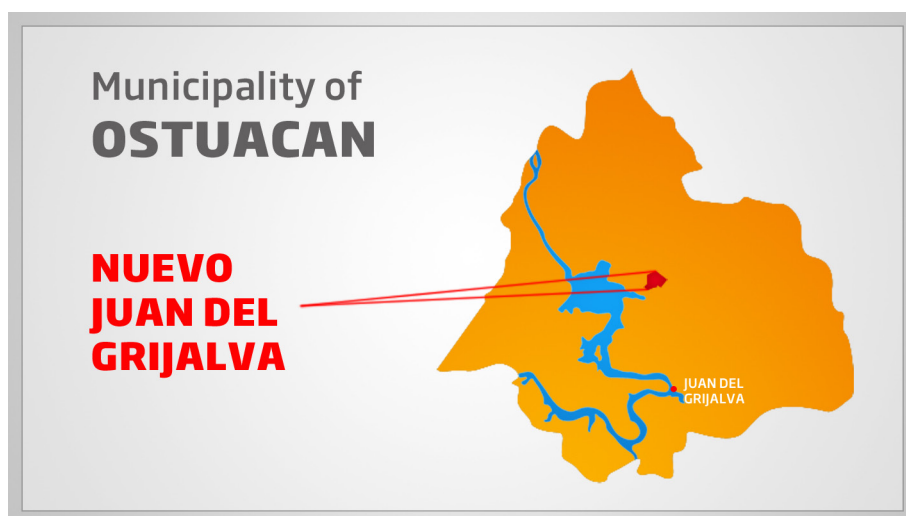 Municipality of
OSTUACAN
NUEVO
JUAN DEL
GRIJALVA
JUAN DEL
GRIJALVA